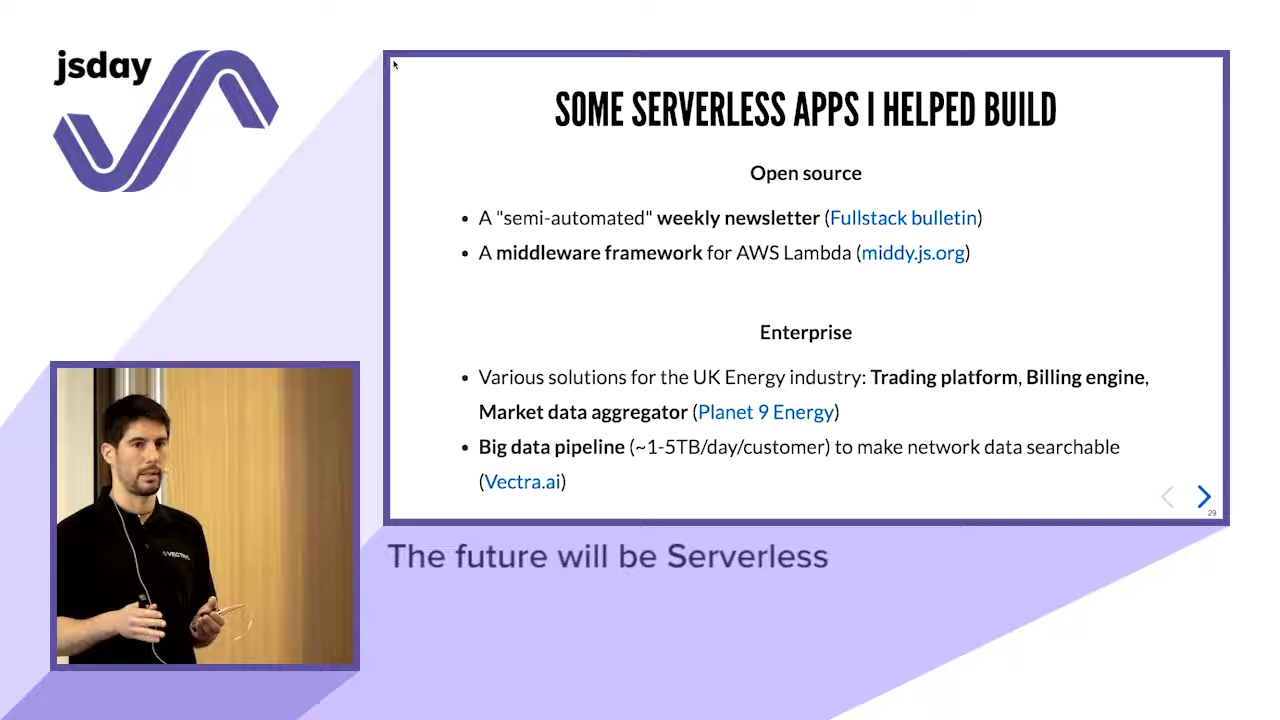 jsday
SOME SERVERLESS APPS I HELPED BUILD
Open source
• A "semi-automated" weekly newsletter (Fullstack bulletin)
• A middleware framework for AWS Lambda (middy.js.org)
Enterprise
• Various solutions for the UK Energy industry: Trading platform, Billing engine,
Market data aggregator (Planet 9 Energy)
• Big data pipeline (~1-5TB/day/customer) to make network data searchable
(Vectra.ai)
29
The future will be Serverless